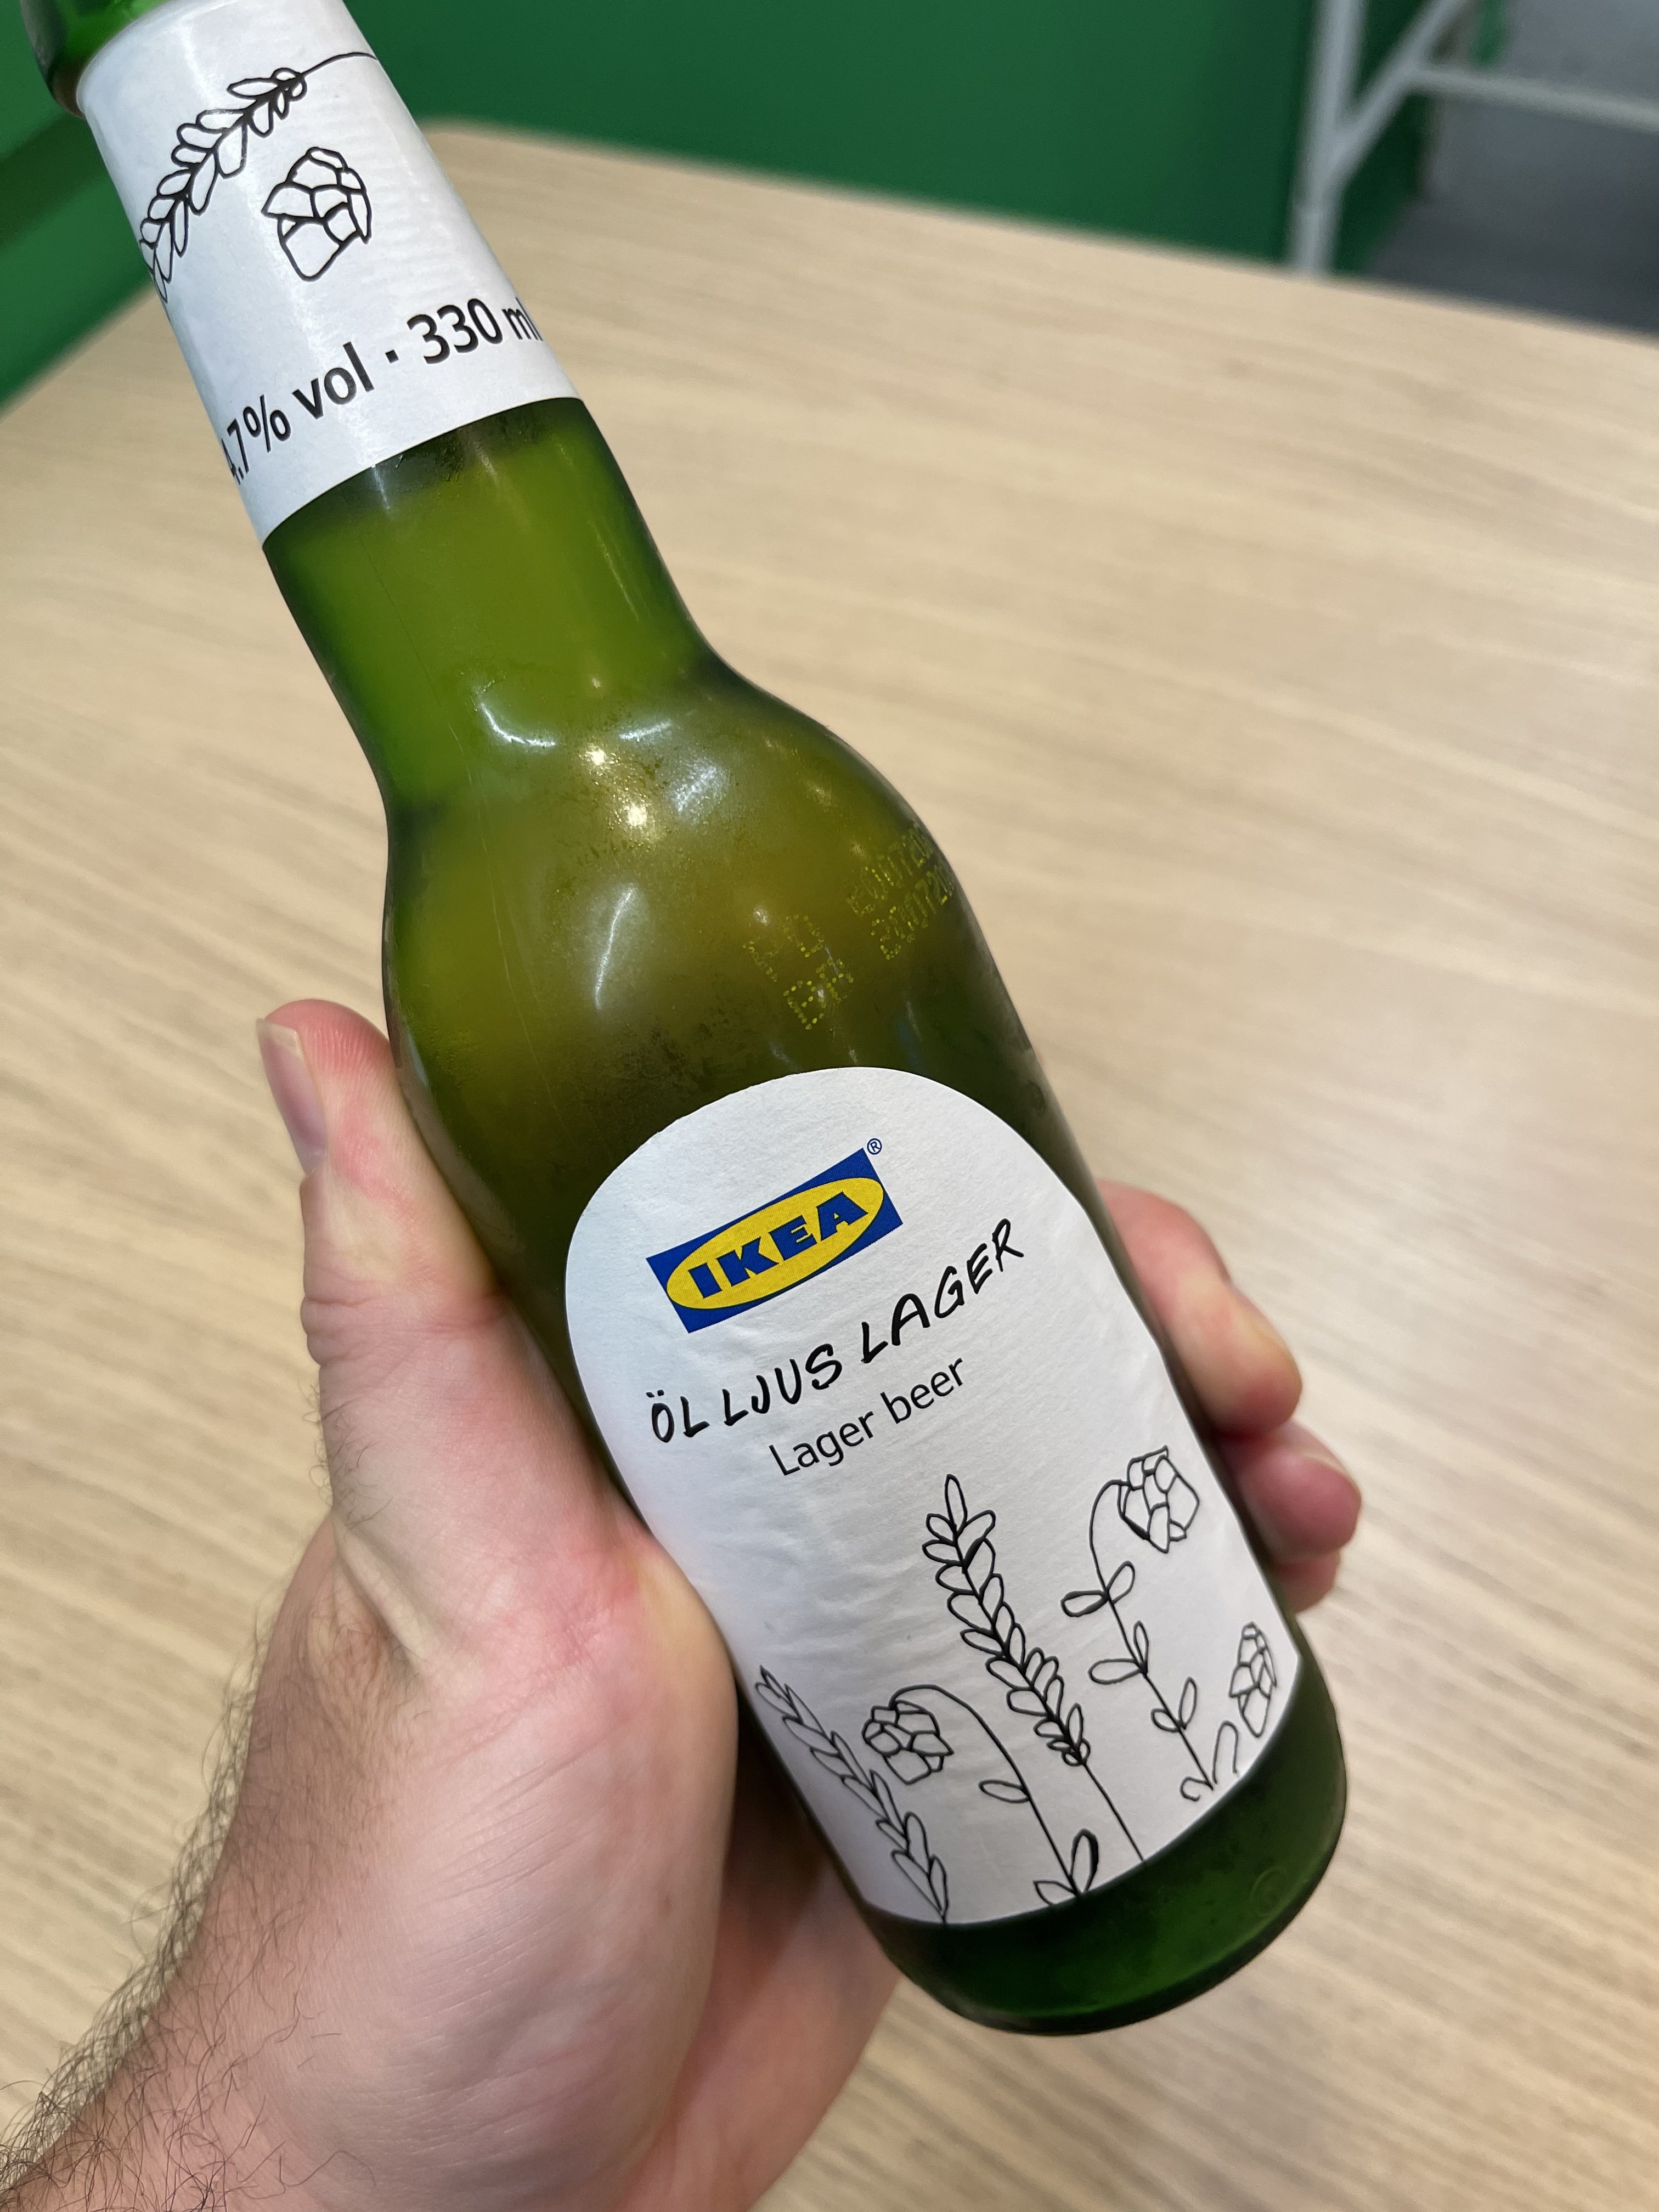 4.7% vol · 330 ml
IKEA®
ÖL LJUS LAGER
Lager beer